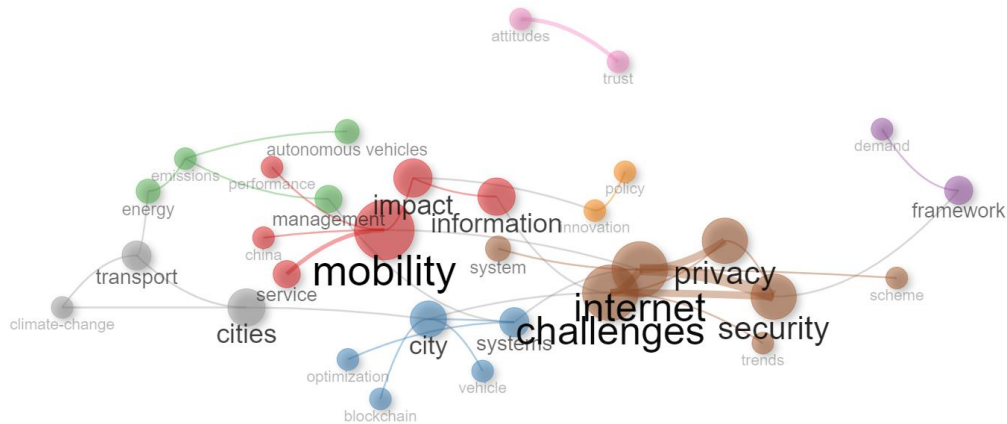 attitudes
trust
demand
autonomous vehicles
emissions
performance
policy
energy
impact
framework
management
information
innovation
mobility
system
privacy
transport
service
china
scheme
internet
climate-change
cities
city
systems
challenges
security
trends
optimization
vehicle
blockchain